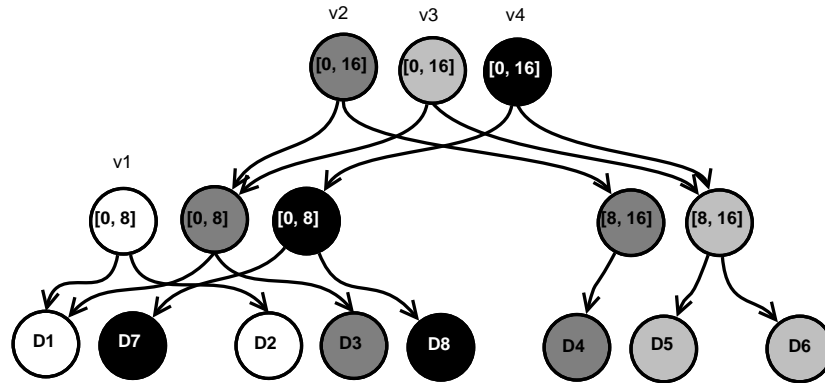 v2 v3 v4
[0, 16] [0, 16] [0, 16]
v1
[0, 8] [0, 8] [0, 8] [8, 16] [8, 16]
D1 D7 D2 D3 D8 D4 D5 D6